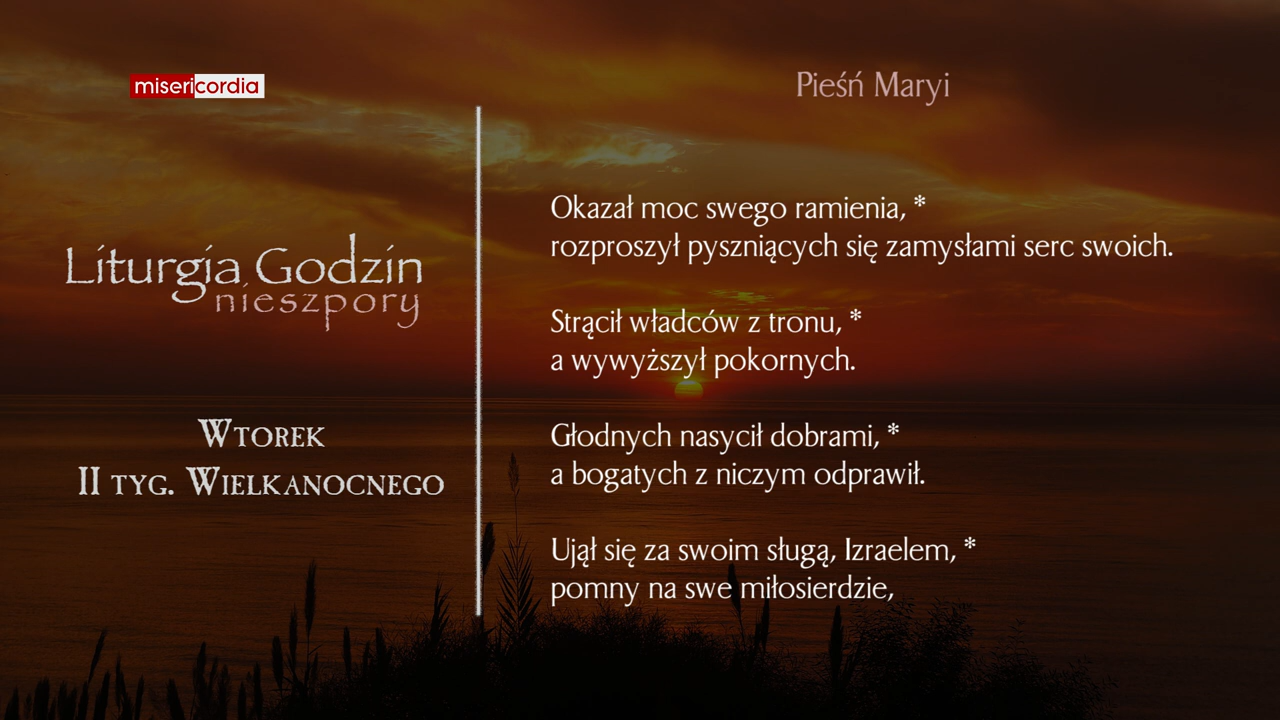 misericordia
Liturgia Godzin
nieszpory
Wtorek
II tyg. Wielkanocnego
Pieśń Maryi
Okazał moc swego ramienia, *
rozproszył pyszniących się zamysłami serc swoich.
Strącił władców z tronu, *
a wywyższył pokornych.
Głodnych nasycił dobrami, *
a bogatych z niczym odprawił.
Ujął się za swoim sługą, Izraelem, *
pomny na swe miłosierdzie,